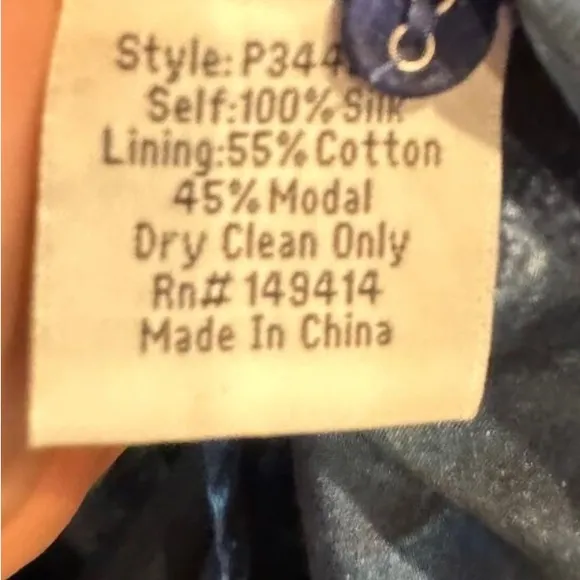 Style: P344
Self:100% Silk
Lining:55% Cotton
45% Modal
Dry Clean Only
Rn# 149414
Made In China